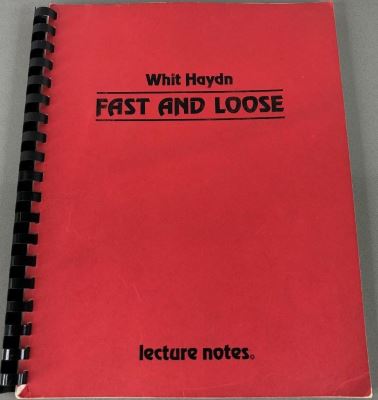 Whit Haydn
FAST AND LOOSE
lecture notes©